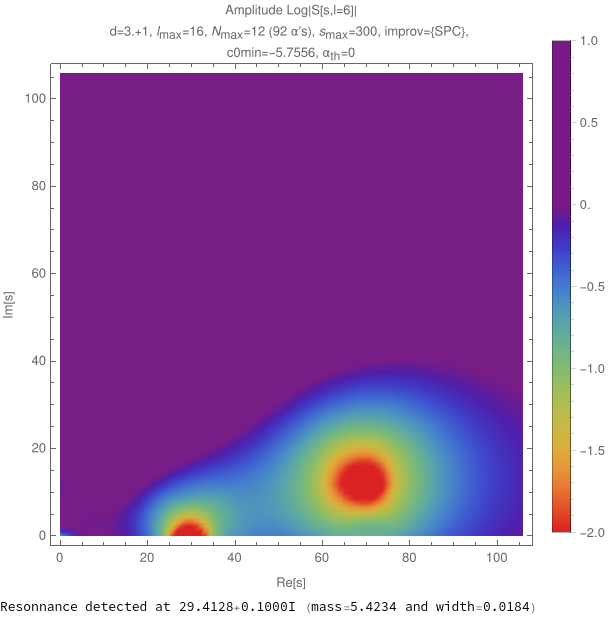 Amplitude Log|S[s,l=6]|
d=3.+1, lmax=16, Nmax=12 (92 α's), smax=300, improv={SPC},
c0min=−5.7556, αth=0
1.0
0.5
0.
−0.5
−1.0
−1.5
−2.0
Im[s]
100
80
60
40
20
0
0 20 40 60 80 100
Re[s]
Resonnance detected at 29.4128+0.1000I (mass=5.4234 and width=0.0184)